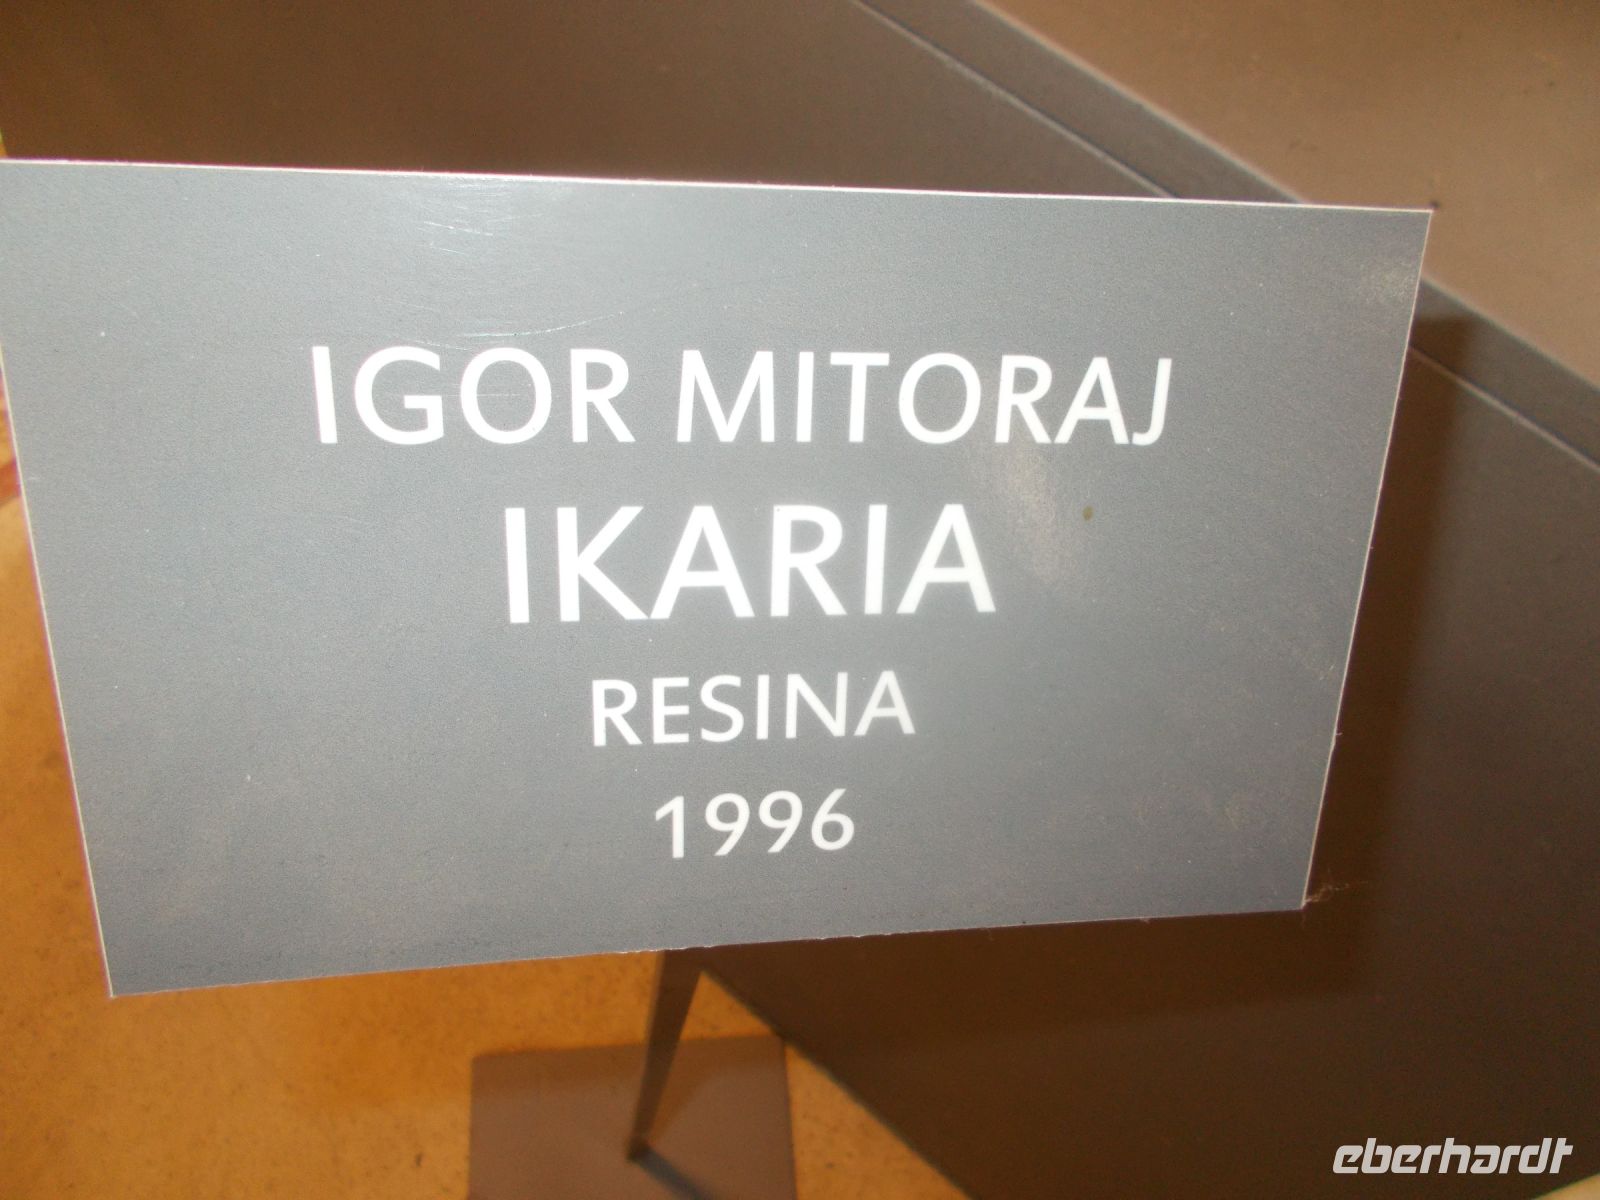 IGOR MITORAJ
IKARIA
RESINA
1996
eberhardt